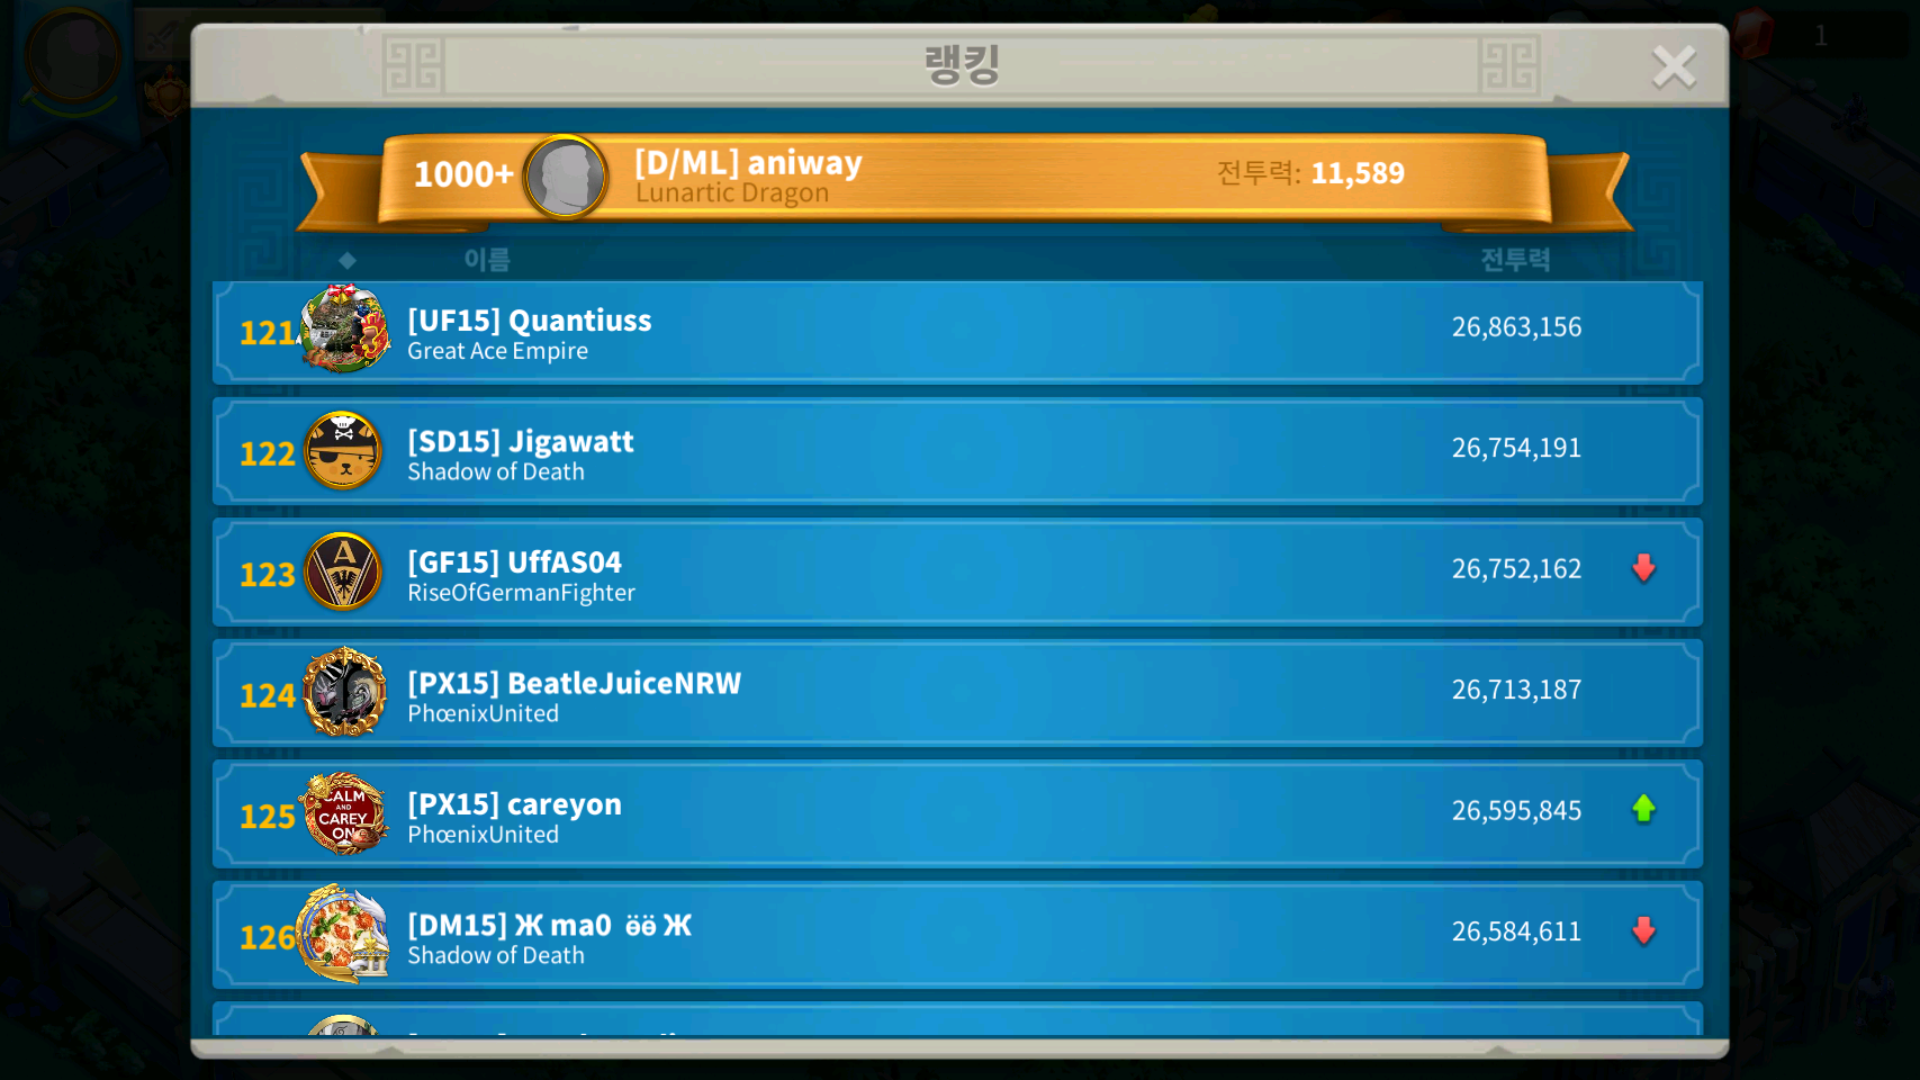 1
랭킹
1000+
[D/ML] aniway
Lunartic Dragon
전투력: 11,589
이름
전투력
121
[UF15] Quantiuss
Great Ace Empire
26,863,156
122
[SD15] Jigawatt
Shadow of Death
26,754,191
123
[GF15] UffAS04
RiseOfGermanFighter
26,752,162
124
[PX15] BeatleJuiceNRW
PhœnixUnited
26,713,187
125
CALM
AND
CAREY
ON
[PX15] careyon
PhœnixUnited
26,595,845
126
[DM15] Ж ma0 ӫӫ Ж
Shadow of Death
26,584,611